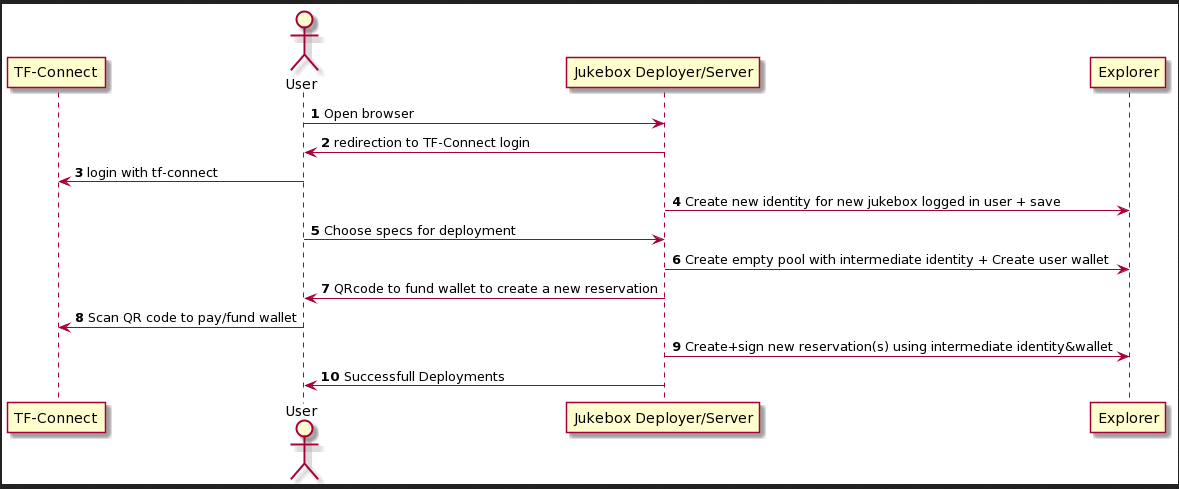 User
TF-Connect
Jukebox Deployer/Server
Explorer
1 Open browser
2 redirection to TF-Connect login
3 login with tf-connect
4 Create new identity for new jukebox logged in user + save
5 Choose specs for deployment
6 Create empty pool with intermediate identity + Create user wallet
7 QRcode to fund wallet to create a new reservation
8 Scan QR code to pay/fund wallet
9 Create+sign new reservation(s) using intermediate identity&wallet
10 Successfull Deployments
TF-Connect
User
Jukebox Deployer/Server
Explorer